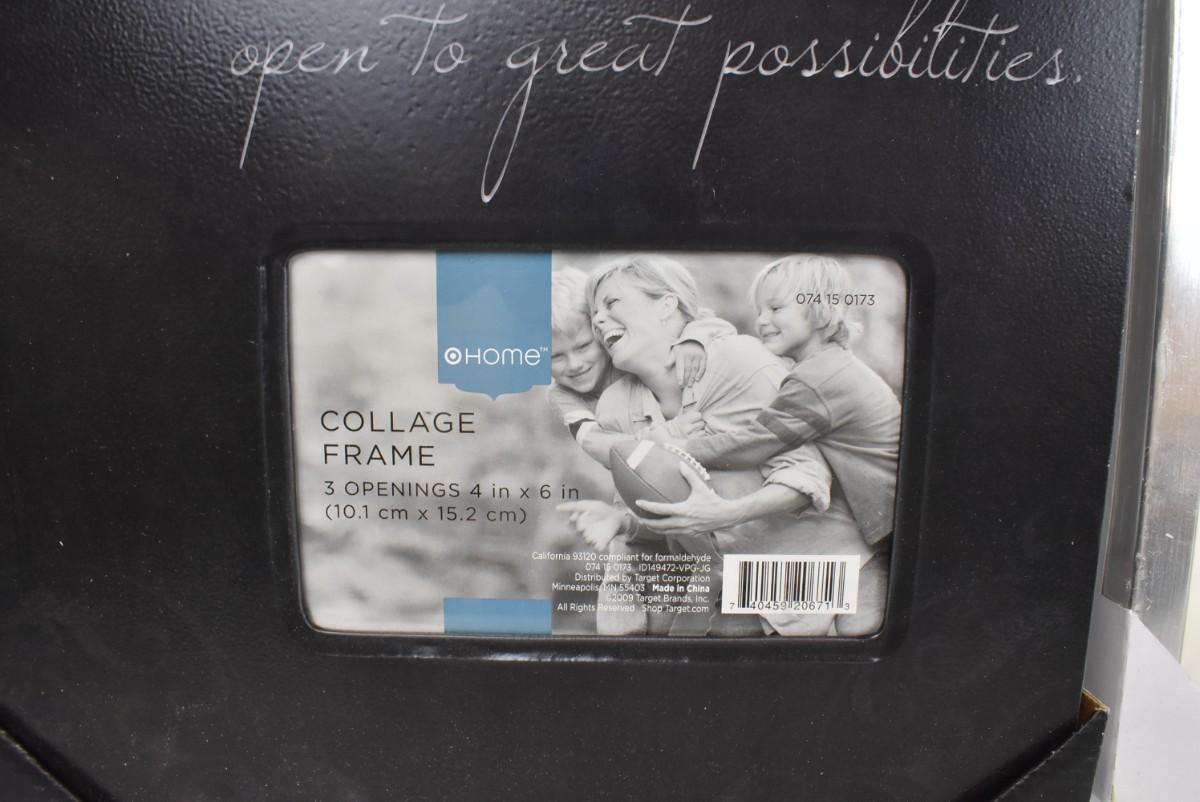 open to great possibilities.
074 15 0173
HOME™
COLLAGE
FRAME
3 OPENINGS 4 in x 6 in
(10.1 cm x 15.2 cm)
California 93120 compliant for formaldehyde
074 15 0173 ID149472-VPG-JG
Distributed by Target Corporation
Minneapolis, MN 55403 Made in China
©2009 Target Brands, Inc.
All Rights Reserved Shop Target.com
7 40459 20671 3